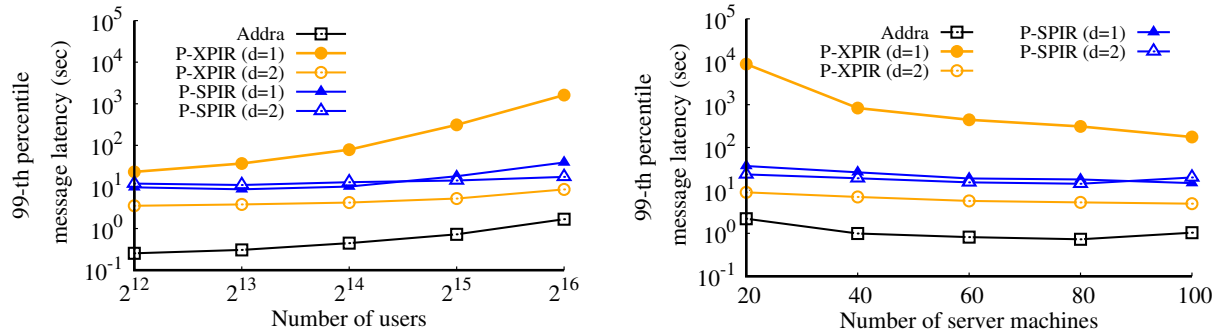 99-th percentile
message latency (sec)
10^5
10^4
10^3
10^2
10^1
10^0
10^-1
Addra
P-XPIR (d=1)
P-XPIR (d=2)
P-SPIR (d=1)
P-SPIR (d=2)
2^12 2^13 2^14 2^15 2^16
Number of users
99-th percentile
message latency (sec)
10^5
10^4
10^3
10^2
10^1
10^0
10^-1
Addra
P-XPIR (d=1)
P-XPIR (d=2)
P-SPIR (d=1)
P-SPIR (d=2)
20 40 60 80 100
Number of server machines